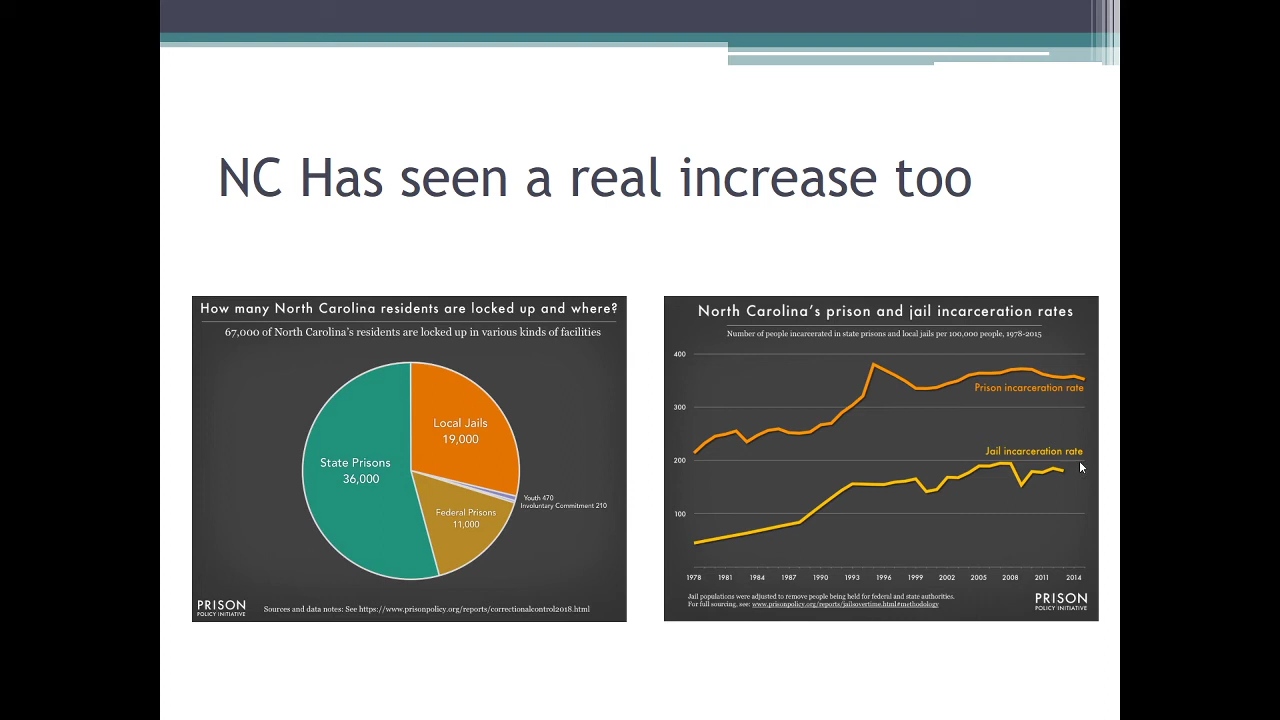 NC Has seen a real increase too
How many North Carolina residents are locked up and where?
67,000 of North Carolina's residents are locked up in various kinds of facilities
Local Jails
19,000
State Prisons
36,000
Youth 470
Involuntary Commitment 210
Federal Prisons
11,000
PRISON
POLICY INITIATIVE
Sources and data notes: See https://www.prisonpolicy.org/reports/correctionalcontrol2018.html
North Carolina's prison and jail incarceration rates
Number of people incarcerated in state prisons and local jails per 100,000 people, 1978-2015
400
Prison incarceration rate
300
Jail incarceration rate
200
100
1978 1981 1984 1987 1990 1993 1996 1999 2002 2005 2008 2011 2014
Jail populations were adjusted to remove people being held for federal and state authorities.
For full sourcing, see: www.prisonpolicy.org/reports/jailsovertime.html#methodology
PRISON
POLICY INITIATIVE